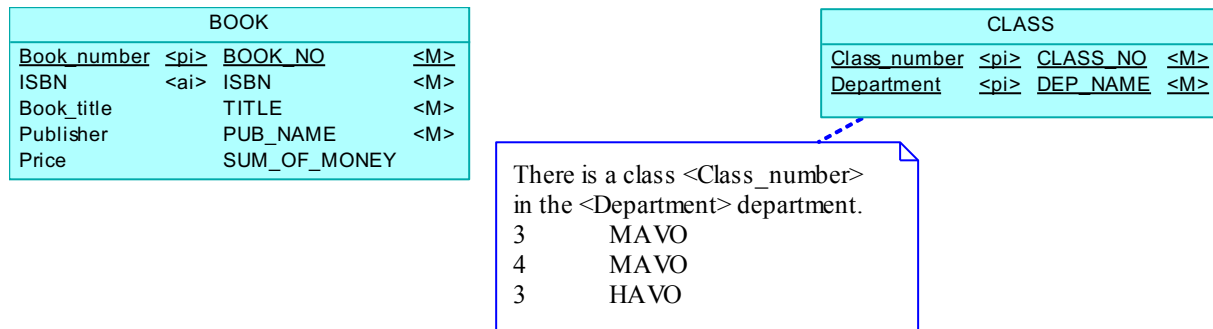 BOOK
Book_number <pi> BOOK_NO <M>
ISBN <ai> ISBN <M>
Book_title TITLE <M>
Publisher PUB_NAME <M>
Price SUM_OF_MONEY
CLASS
Class_number <pi> CLASS_NO <M>
Department <pi> DEP_NAME <M>
There is a class <Class_number>
in the <Department> department.
3 MAVO
4 MAVO
3 HAVO